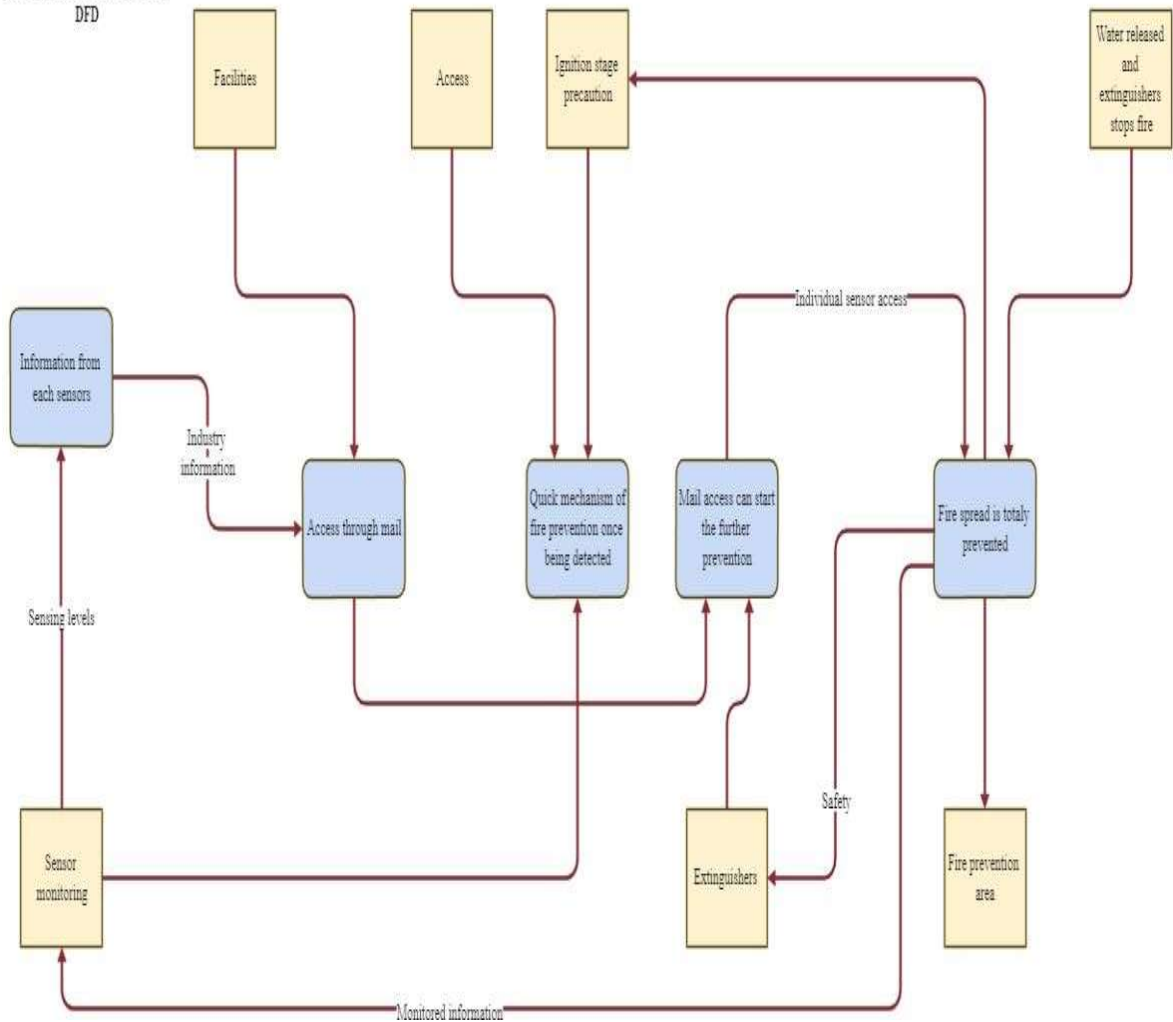 DFD
Facilities
Access
Ignition stage
precaution
Water released
and
extinguishers
stops fire
Individual sensor access
Information from
each sensors
Industry
information
Access through mail
Quick mechanism of
fire prevention once
being detected
Mail access can start
the further
prevention
Fire spread is totaly
prevented
Sensing levels
Safety
Sensor
monitoring
Extinguishers
Fire prevention
area
Monitored information